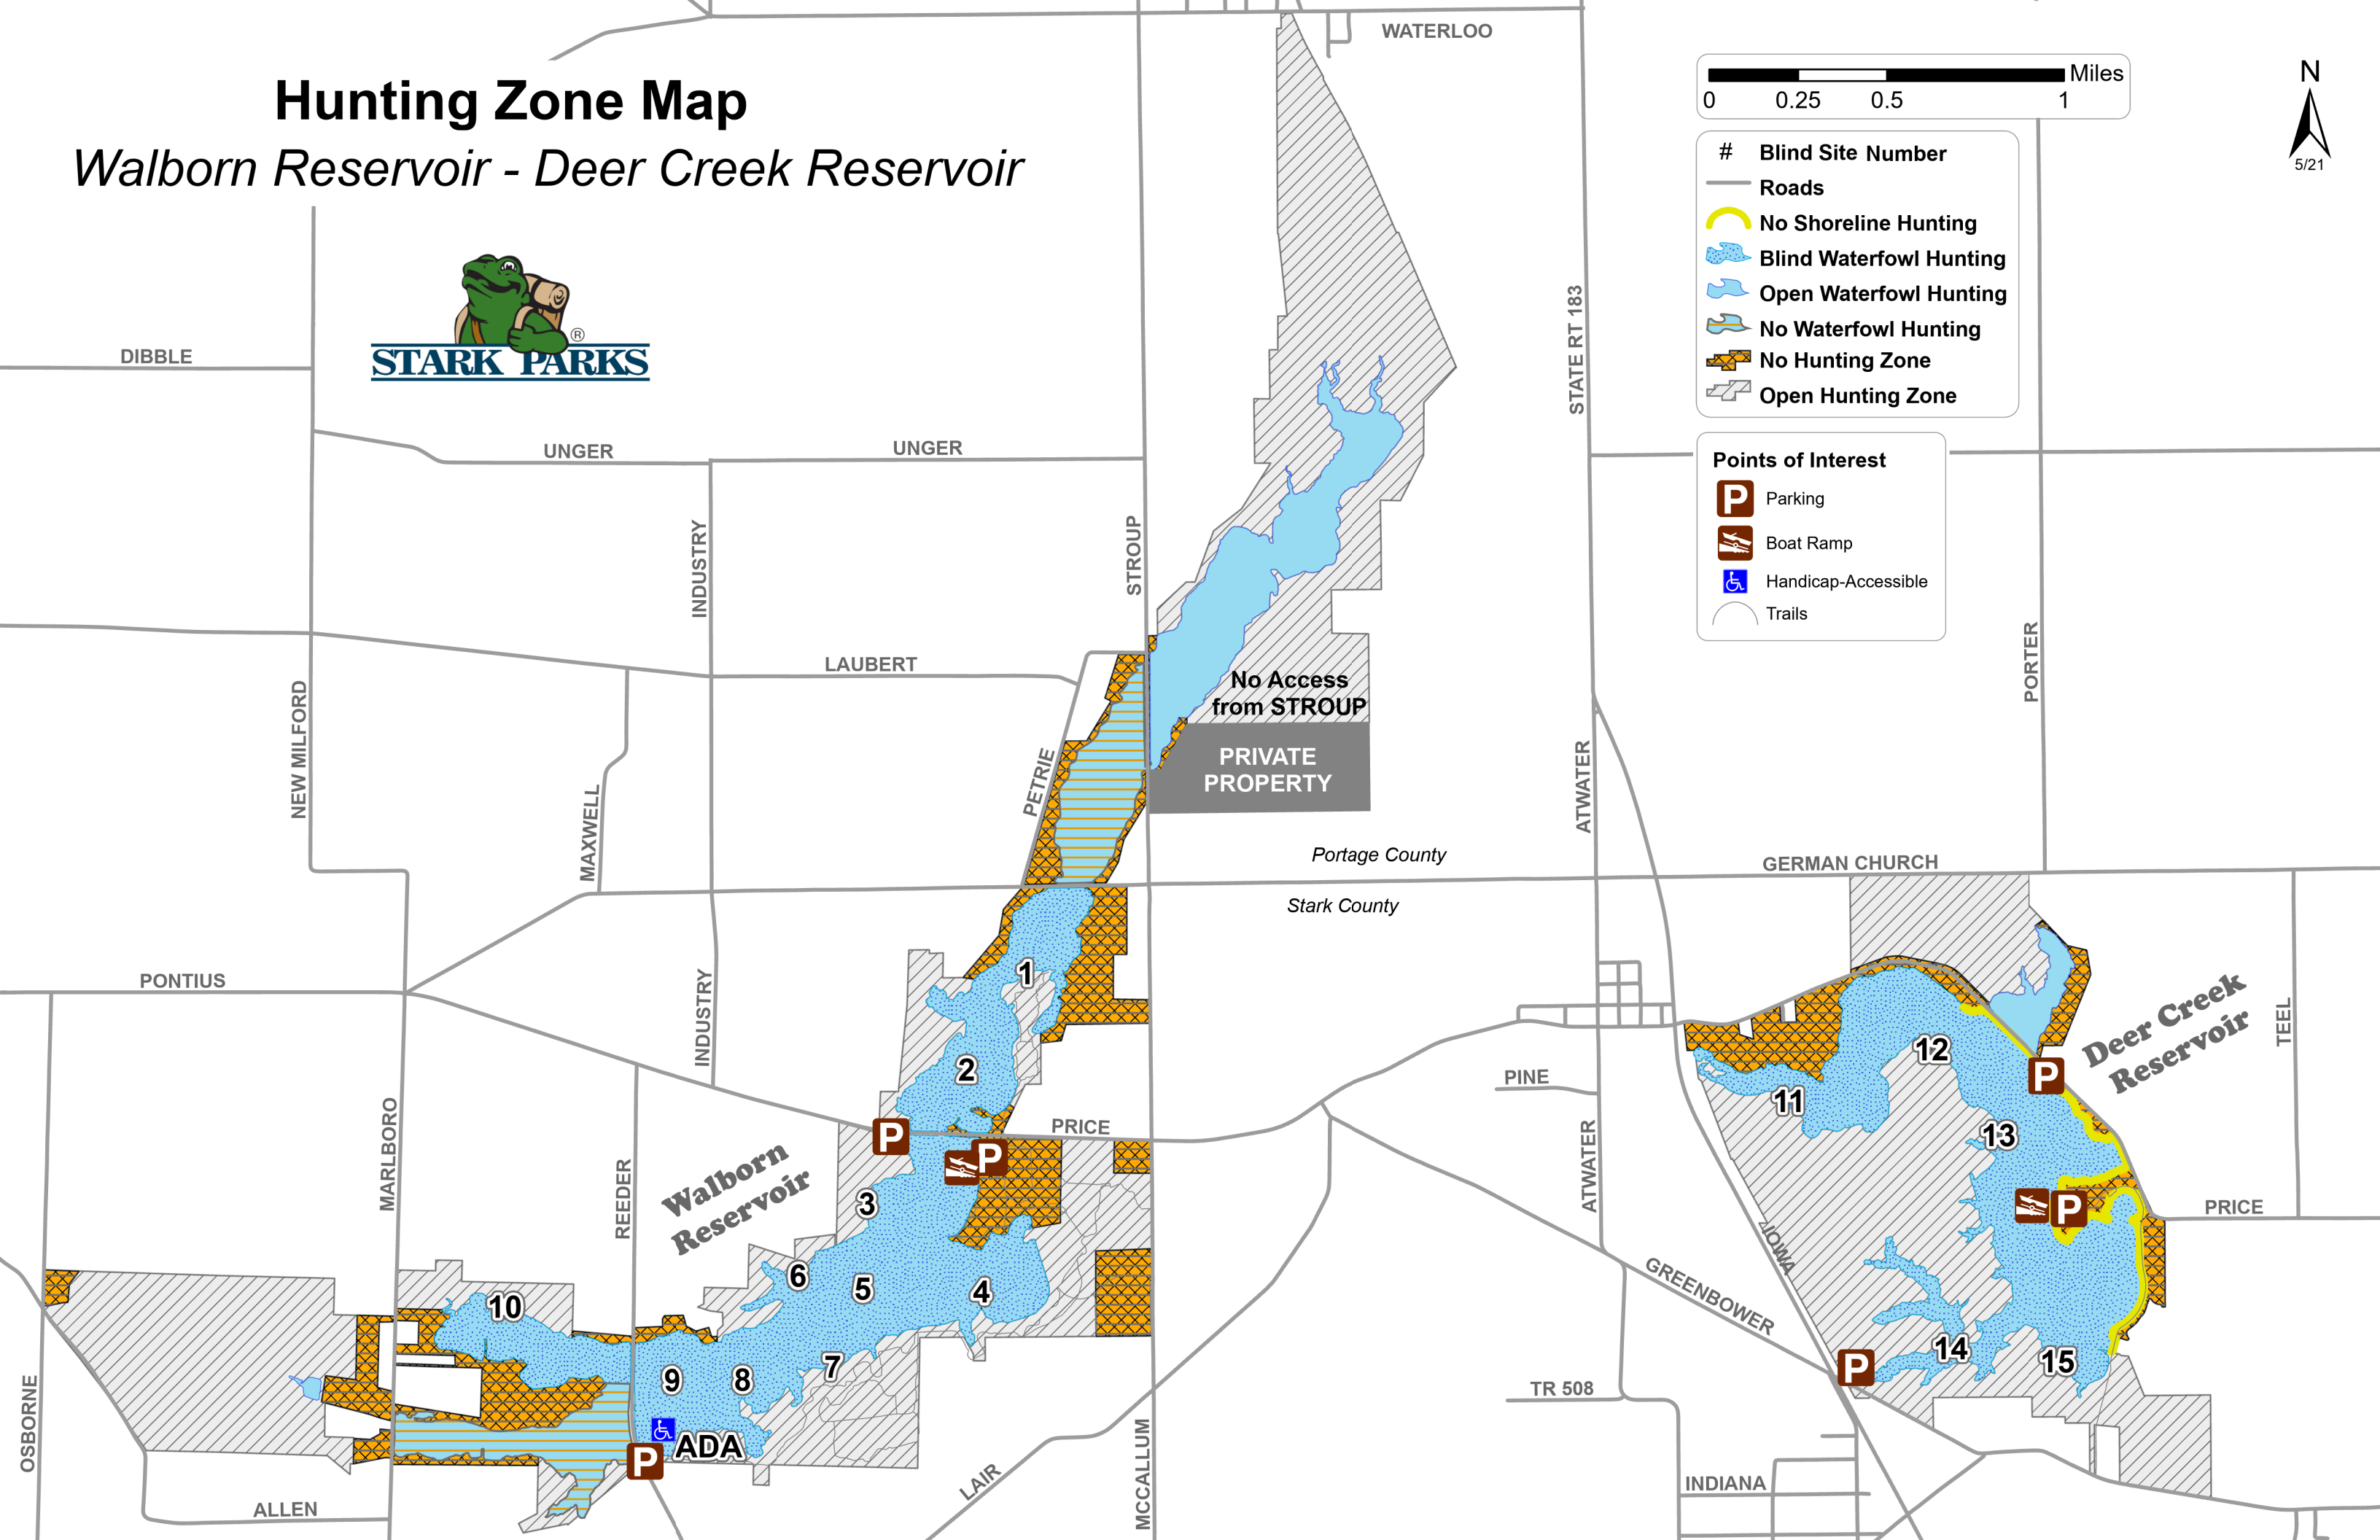 Hunting Zone Map
Walborn Reservoir - Deer Creek Reservoir
STARK PARKS
®
WATERLOO
Miles
0 0.25 0.5 1
N
5/21
# Blind Site Number
Roads
No Shoreline Hunting
Blind Waterfowl Hunting
Open Waterfowl Hunting
No Waterfowl Hunting
No Hunting Zone
Open Hunting Zone
Points of Interest
P Parking
Boat Ramp
Handicap-Accessible
Trails
DIBBLE
UNGER
UNGER
STATE RT 183
INDUSTRY
STROUP
LAUBERT
NEW MILFORD
PORTER
No Access
from STROUP
PRIVATE
PROPERTY
PETRIE
MAXWELL
ATWATER
Portage County
GERMAN CHURCH
Stark County
PONTIUS
INDUSTRY
1
2
TEEL
Deer Creek
Reservoir
12
P
11
13
PINE
MARLBORO
REEDER
Walborn
Reservoir
P
PRICE
P
3
ATWATER
P
PRICE
IOWA
GREENBOWER
6
5
4
10
7
9
8
14
15
P
TR 508
OSBORNE
ADA
P
LAIR
MCCALLUM
INDIANA
ALLEN